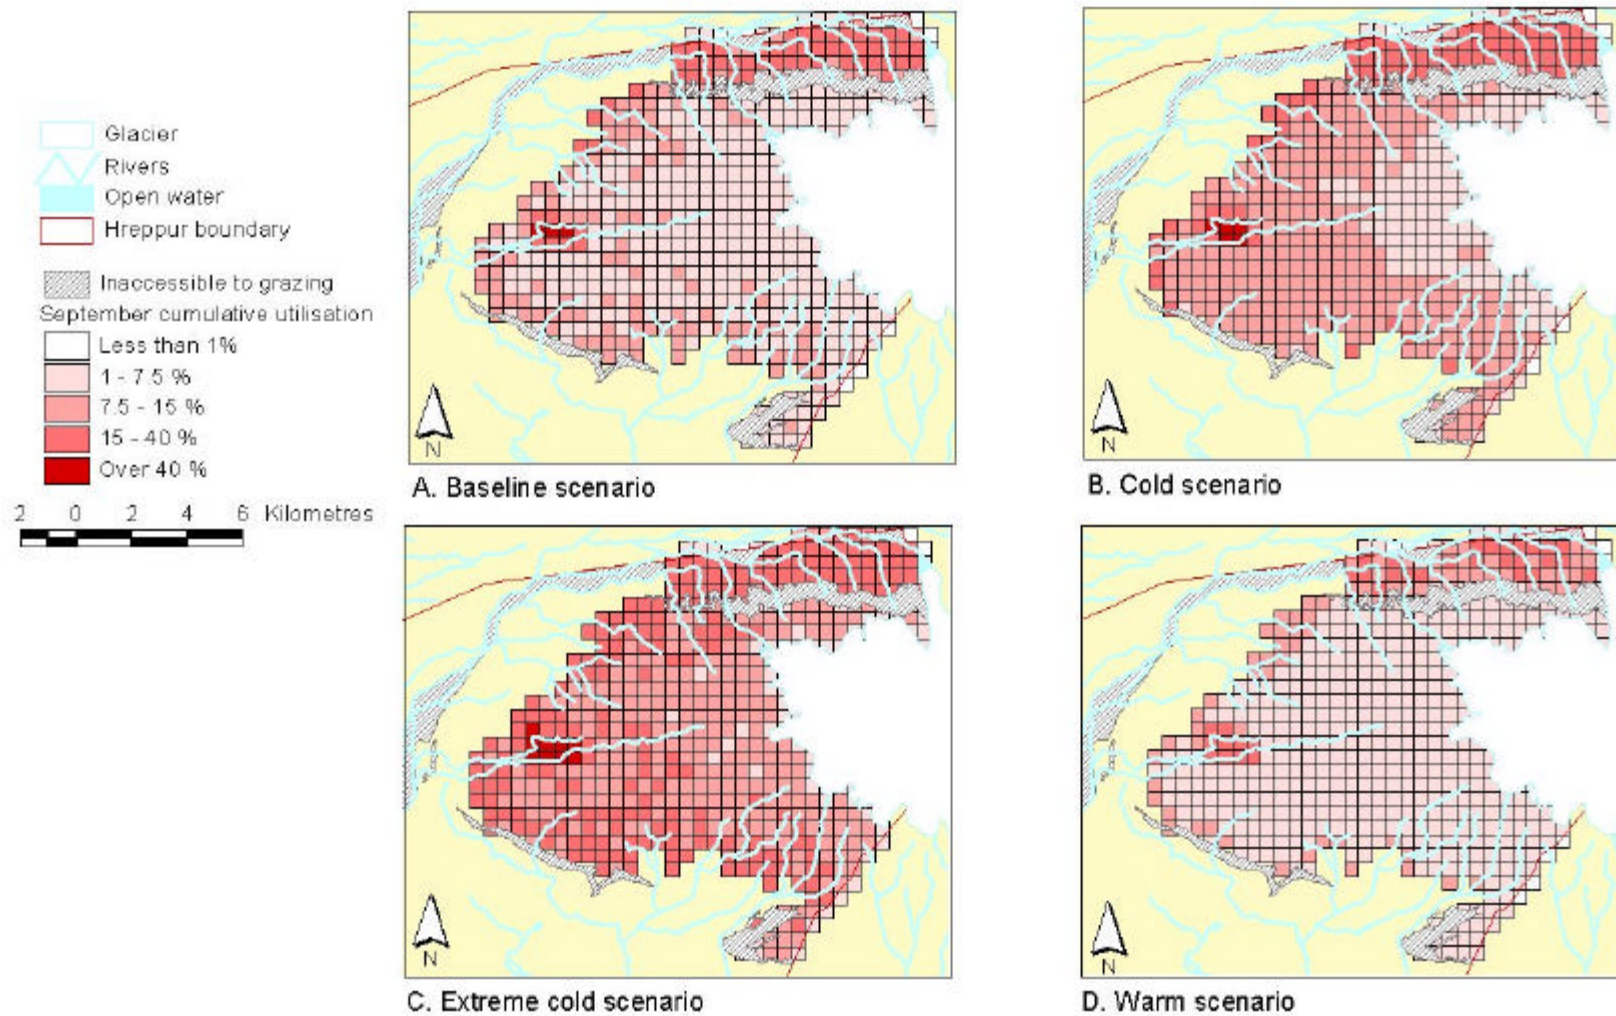 Glacier
Rivers
Open water
Hreppur boundary
Inaccessible to grazing
September cumulative utilisation
Less than 1%
1 - 7.5 %
7.5 - 15 %
15 - 40 %
Over 40 %
2 0 2 4 6 Kilometres
N
A. Baseline scenario
N
B. Cold scenario
N
C. Extreme cold scenario
N
D. Warm scenario